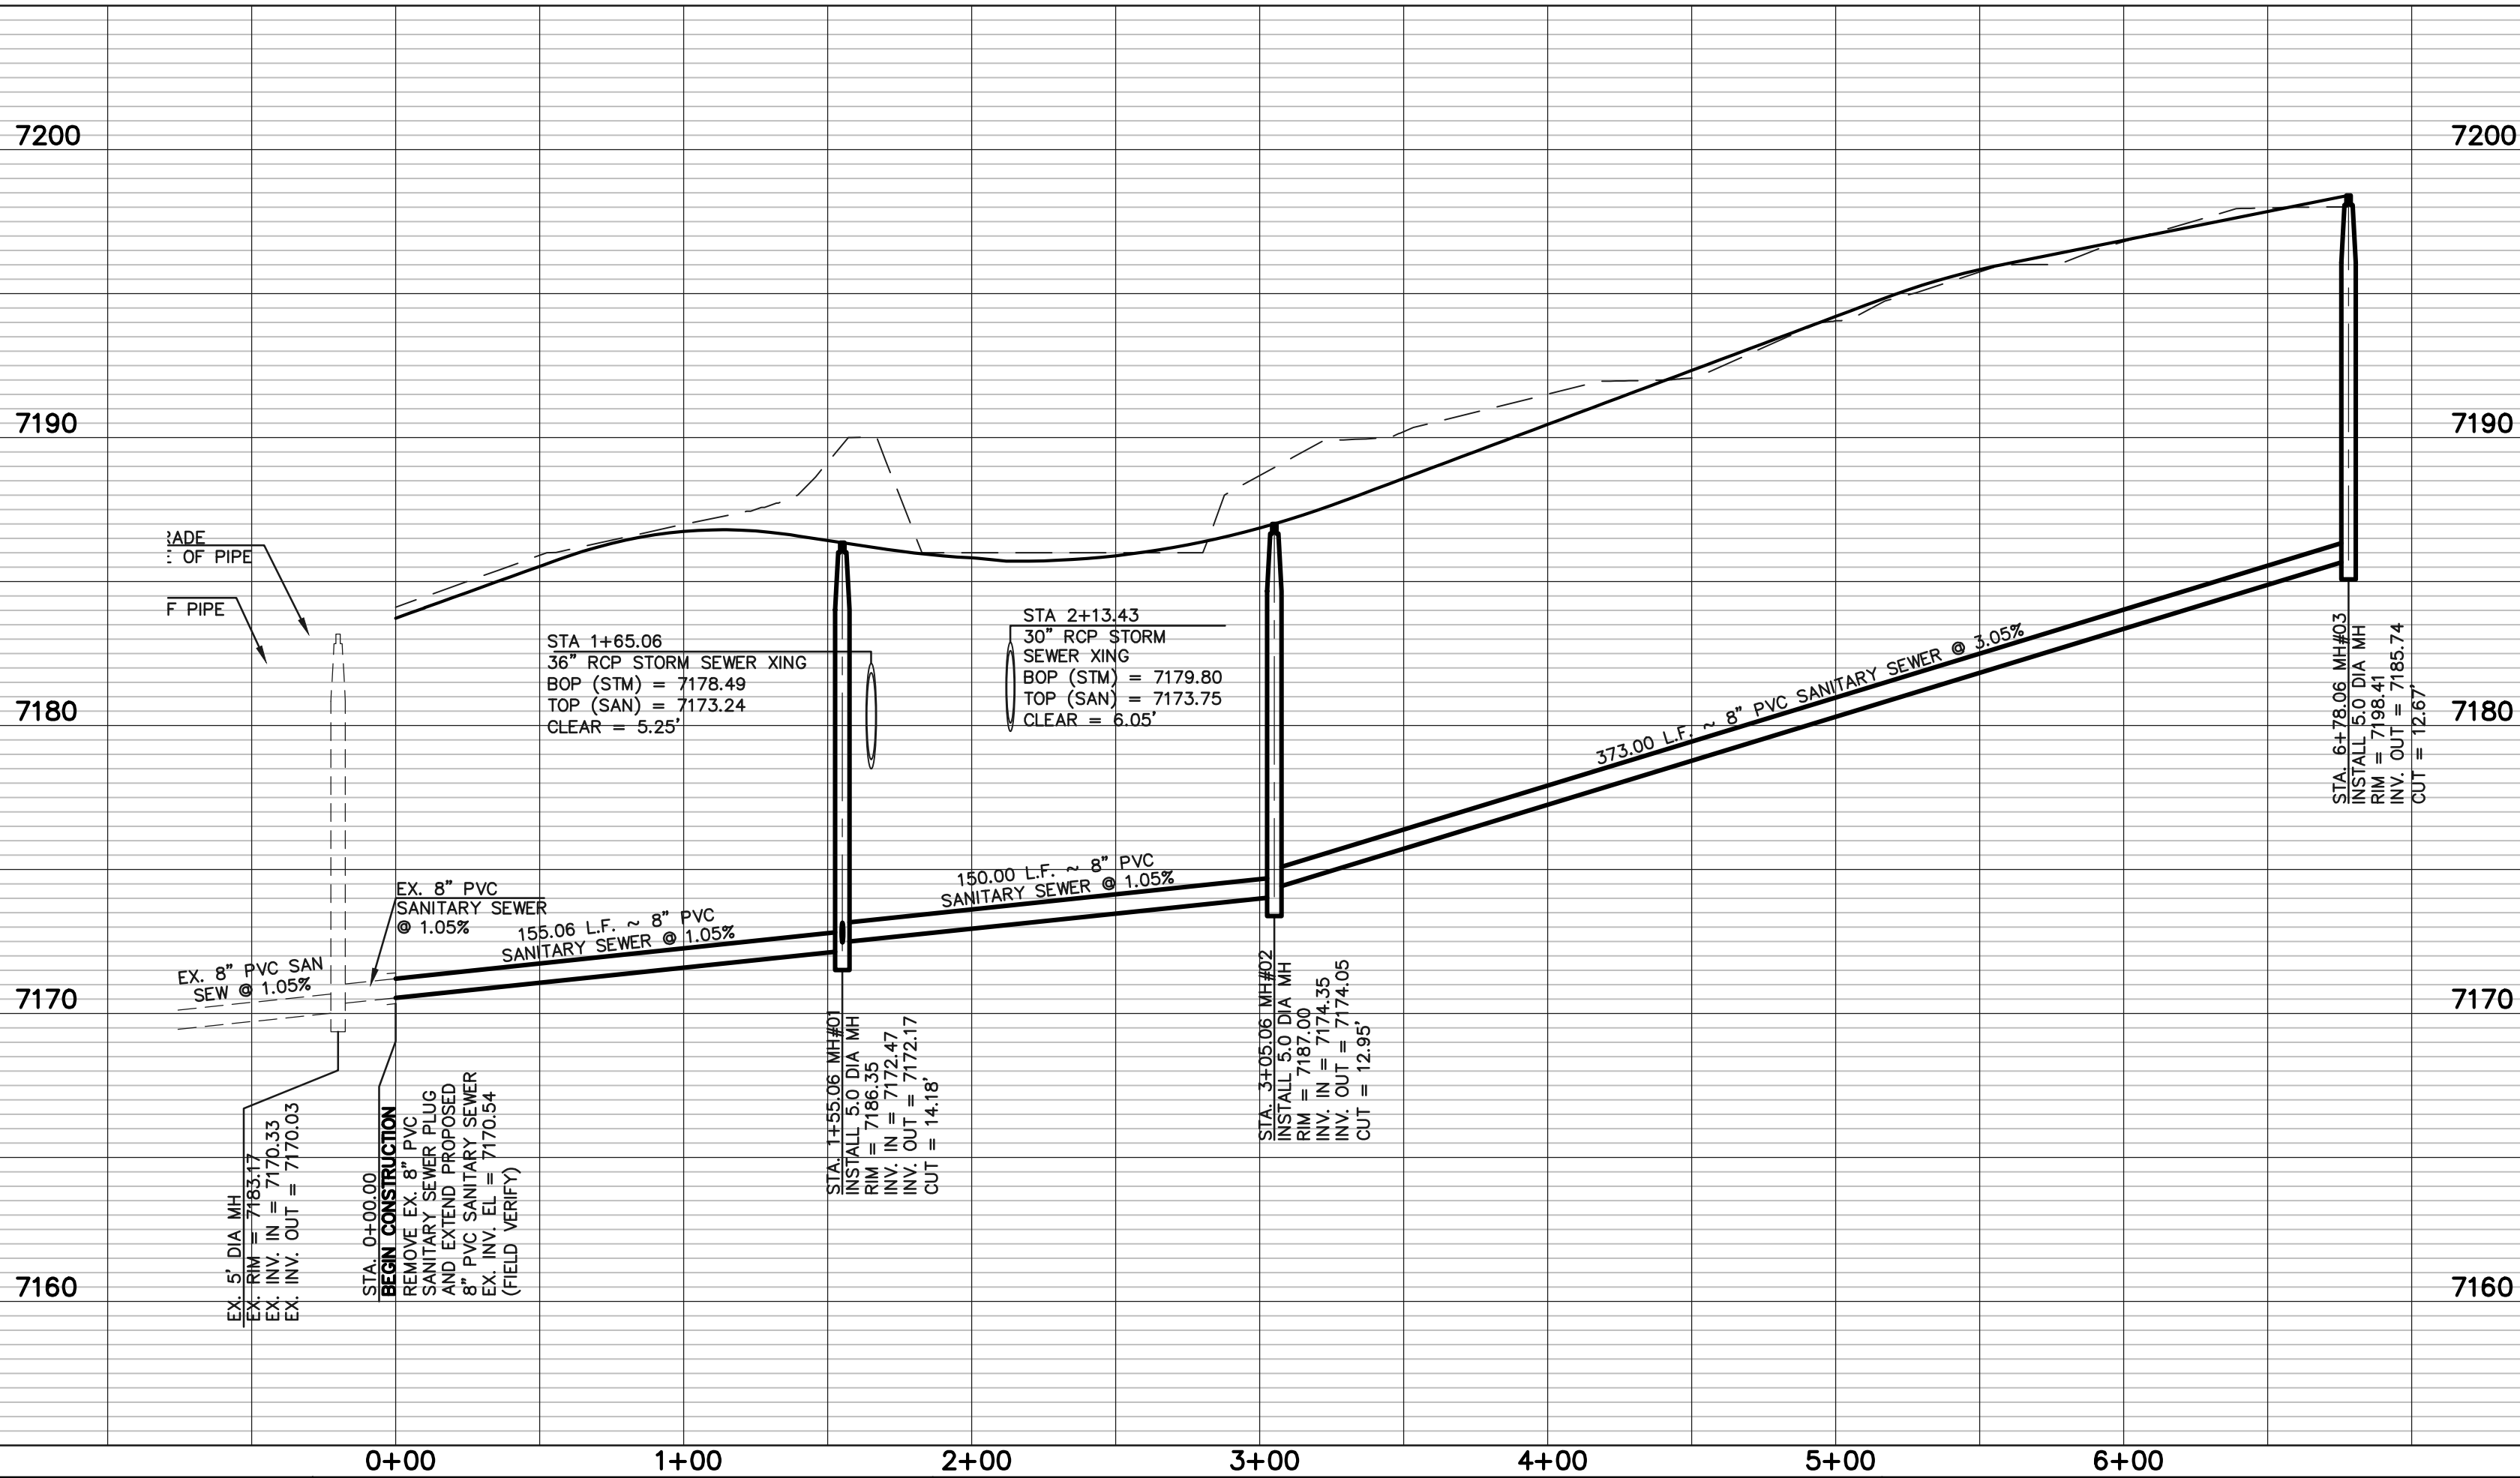 7200
7200
7190
7190
RADE
OF PIPE
F PIPE
STA 1+65.06
36" RCP STORM SEWER XING
BOP (STM) = 7178.49
TOP (SAN) = 7173.24
CLEAR = 5.25'
STA 2+13.43
30" RCP STORM
SEWER XING
BOP (STM) = 7179.80
TOP (SAN) = 7173.75
CLEAR = 6.05'
373.00 L.F. ~ 8" PVC SANITARY SEWER @ 3.05%
STA. 6+78.06 MH#03
INSTALL 5.0 DIA MH
RIM = 7198.41
INV. OUT = 7185.74
CUT = 12.67'
7180
7180
EX. 8" PVC
SANITARY SEWER
@ 1.05%
155.06 L.F. ~ 8" PVC
SANITARY SEWER @ 1.05%
150.00 L.F. ~ 8" PVC
SANITARY SEWER @ 1.05%
EX. 8" PVC SAN
SEW @ 1.05%
7170
7170
EX. 5' DIA MH
EX. RIM = 7183.17
EX. INV. IN = 7170.33
EX. INV. OUT = 7170.03
STA. 0+00.00
BEGIN CONSTRUCTION
REMOVE EX. 8" PVC
SANITARY SEWER PLUG
AND EXTEND PROPOSED
8" PVC SANITARY SEWER
EX. INV. EL = 7170.54
(FIELD VERIFY)
STA. 1+55.06 MH#01
INSTALL 5.0 DIA MH
RIM = 7186.35
INV. IN = 7172.47
INV. OUT = 7172.17
CUT = 14.18'
STA. 3+05.06 MH#02
INSTALL 5.0 DIA MH
RIM = 7187.00
INV. IN = 7174.35
INV. OUT = 7174.05
CUT = 12.95'
7160
7160
0+00 1+00 2+00 3+00 4+00 5+00 6+00